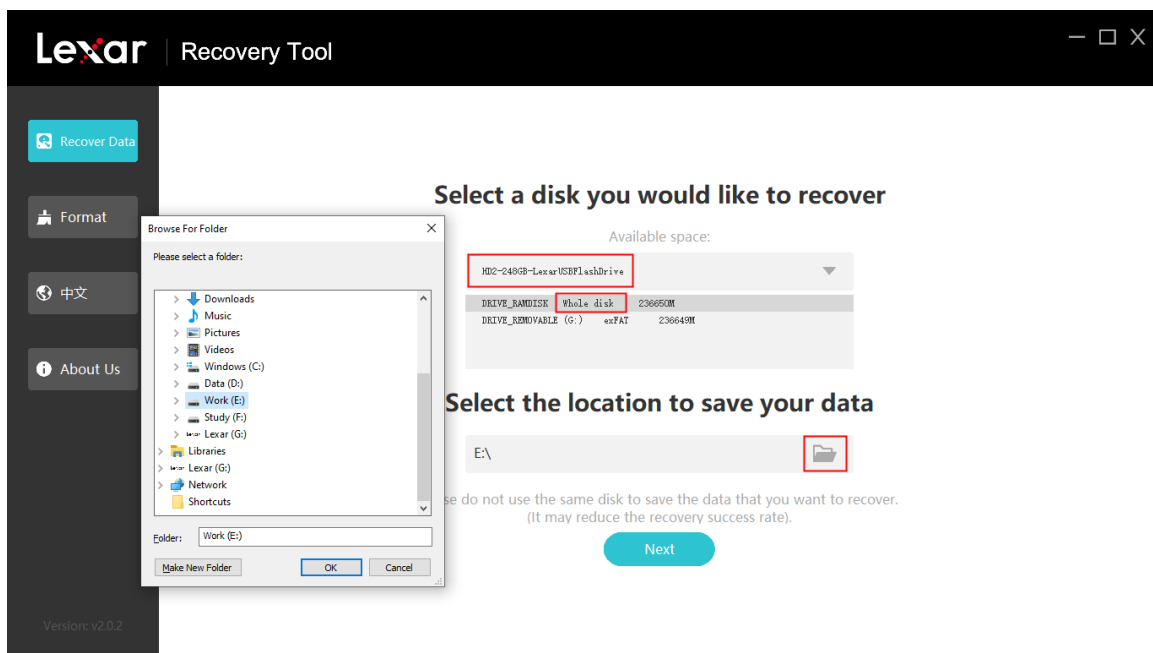 Lexar Recovery Tool
Recover Data
Format
中文
About Us
Version: v2.0.2
Browse For Folder
Please select a folder:
Downloads
Music
Pictures
Videos
Windows (C:)
Data (D:)
Work (E:)
Study (F:)
Lexar Lexar (G:)
Libraries
Lexar Lexar (G:)
Network
Shortcuts
Folder: Work (E:)
Make New Folder OK Cancel
Select a disk you would like to recover
Available space:
HD2-248GB-LexarUSBFlashDrive
DRIVE_RAMDISK Whole disk 236650M
DRIVE_REMOVABLE (G:) exFAT 236649M
Select the location to save your data
E:\
se do not use the same disk to save the data that you want to recover.
(It may reduce the recovery success rate).
Next